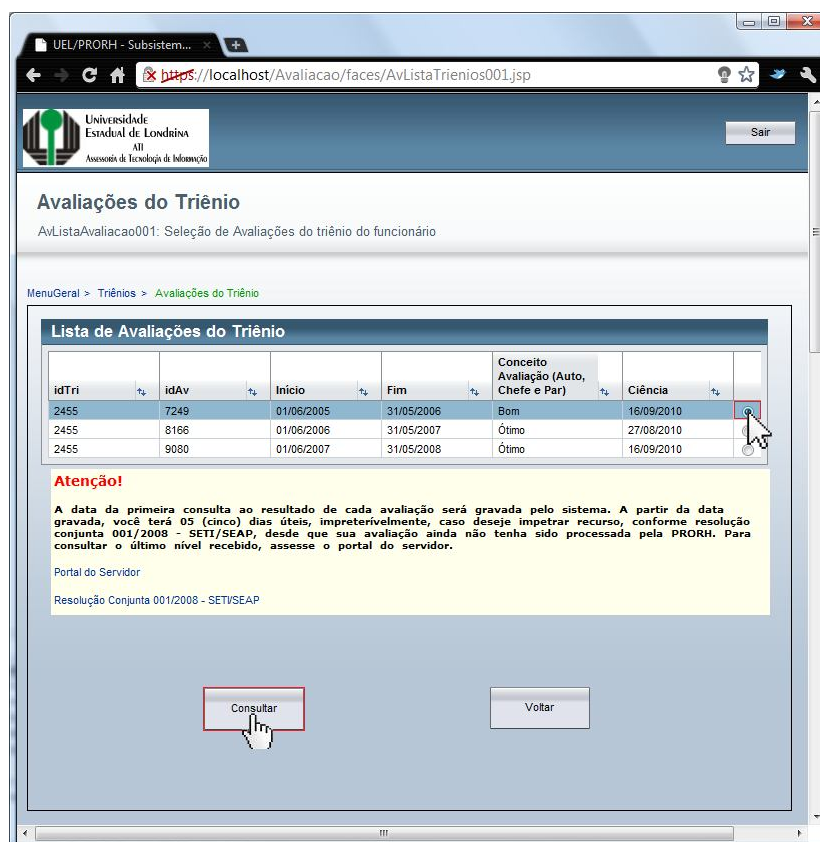 UEL/PRORH - Subsistem...
https://localhost/Avaliacao/faces/AvListaTrienios001.jsp
Universidade
Estadual de Londrina
ATI
Assessoria de Tecnologia de Informação
Sair
Avaliações do Triênio
AvListaAvaliacao001: Seleção de Avaliações do triênio do funcionário
MenuGeral > Triênios > Avaliações do Triênio
Lista de Avaliações do Triênio
idTri idAv Inicio Fim Conceito Avaliação (Auto, Chefe e Par) Ciência
2455 7249 01/06/2005 31/05/2006 Bom 16/09/2010
2455 8166 01/06/2006 31/05/2007 Ótimo 27/08/2010
2455 9080 01/06/2007 31/05/2008 Ótimo 16/09/2010
Atenção!
A data da primeira consulta ao resultado de cada avaliação será gravada pelo sistema. A partir da data
gravada, você terá 05 (cinco) dias úteis, impreterívelmente, caso deseje impetrar recurso, conforme resolução
conjunta 001/2008 - SETI/SEAP, desde que sua avaliação ainda não tenha sido processada pela PRORH. Para
consultar o último nível recebido, assesse o portal do servidor.
Portal do Servidor
Resolução Conjunta 001/2008 - SETI/SEAP
Consultar Voltar